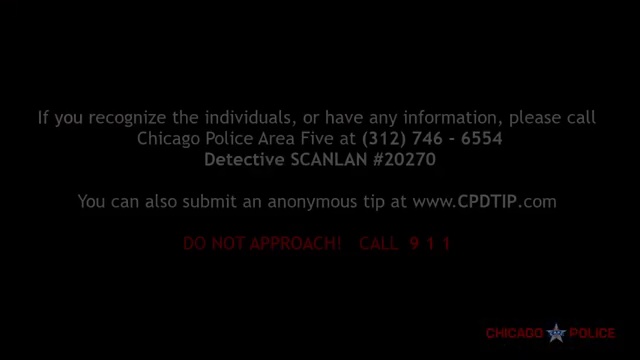 If you recognize the individuals, or have any information, please call
Chicago Police Area Five at (312) 746 - 6554
Detective SCANLAN #20270
You can also submit an anonymous tip at www.CPDTIP.com
DO NOT APPROACH! CALL 9 1 1
CHICAGO POLICE